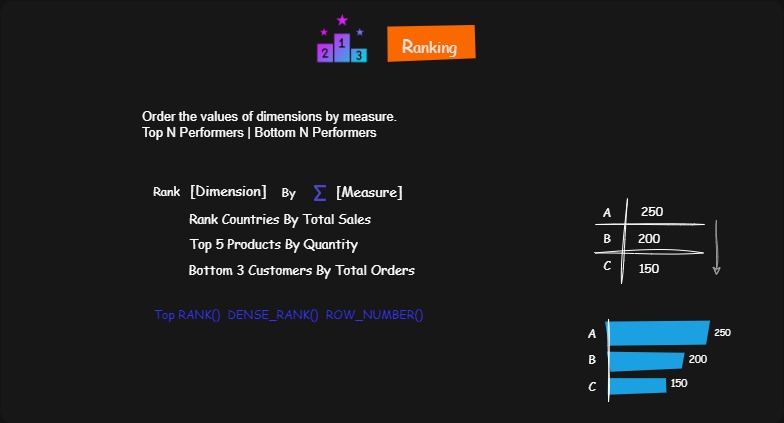 2 1 3
Ranking
Order the values of dimensions by measure.
Top N Performers | Bottom N Performers
Rank [Dimension] By Σ [Measure]
Rank Countries By Total Sales
Top 5 Products By Quantity
Bottom 3 Customers By Total Orders
Top RANK() DENSE_RANK() ROW_NUMBER()
A 250
B 200
C 150
A 250
B 200
C 150